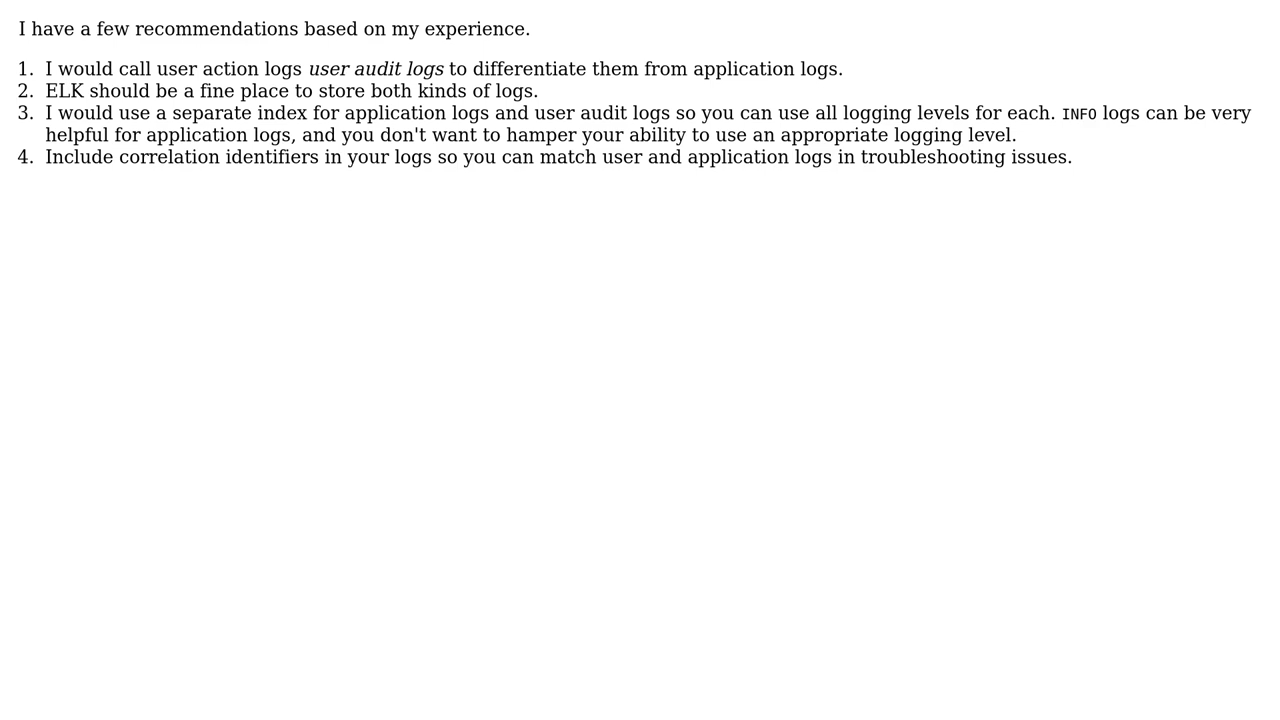 I have a few recommendations based on my experience.
1. I would call user action logs user audit logs to differentiate them from application logs.
2. ELK should be a fine place to store both kinds of logs.
3. I would use a separate index for application logs and user audit logs so you can use all logging levels for each. INFO logs can be very
helpful for application logs, and you don't want to hamper your ability to use an appropriate logging level.
4. Include correlation identifiers in your logs so you can match user and application logs in troubleshooting issues.